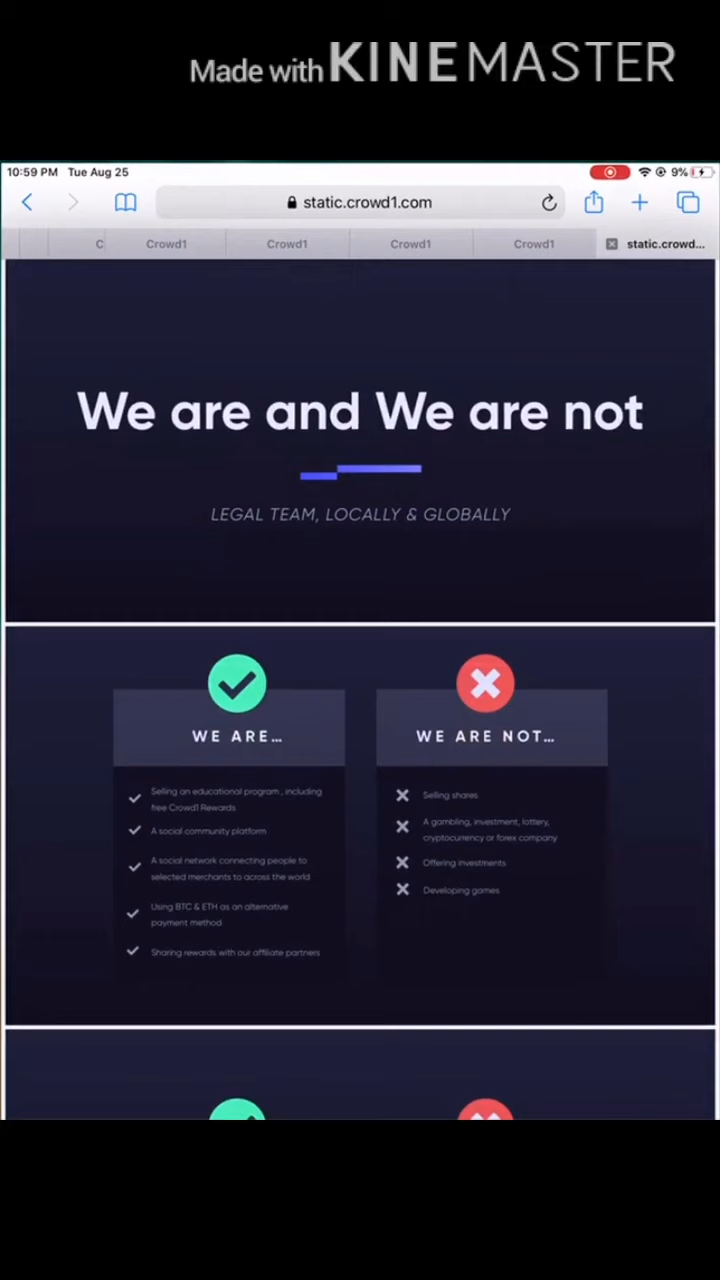 Made with KINEMASTER
10:59 PM Tue Aug 25
9%
static.crowd1.com
C
Crowd1
Crowd1
Crowd1
Crowd1
static.crowd...
We are and We are not
LEGAL TEAM, LOCALLY & GLOBALLY
WE ARE...
Selling an educational program , including
free Crowd1 Rewards
A social community platform
A social network connecting people to
selected merchants to across the world
Using BTC & ETH as an alternative
payment method
Sharing rewards with our affiliate partners
WE ARE NOT...
Selling shares
A gambling, investment, lottery,
cryptocurrency or forex company
Offering investments
Developing games